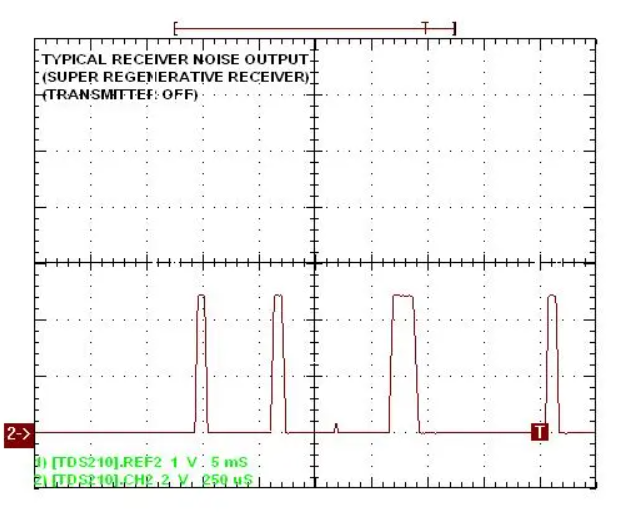 T
TYPICAL RECEIVER NOISE OUTPUT
(SUPER REGENERATIVE RECEIVER)
(TRANSMITTER OFF)
2-> T
1) [TDS210].REF2 1 V 5 mS
2) [TDS210].CH2 2 V 250 uS